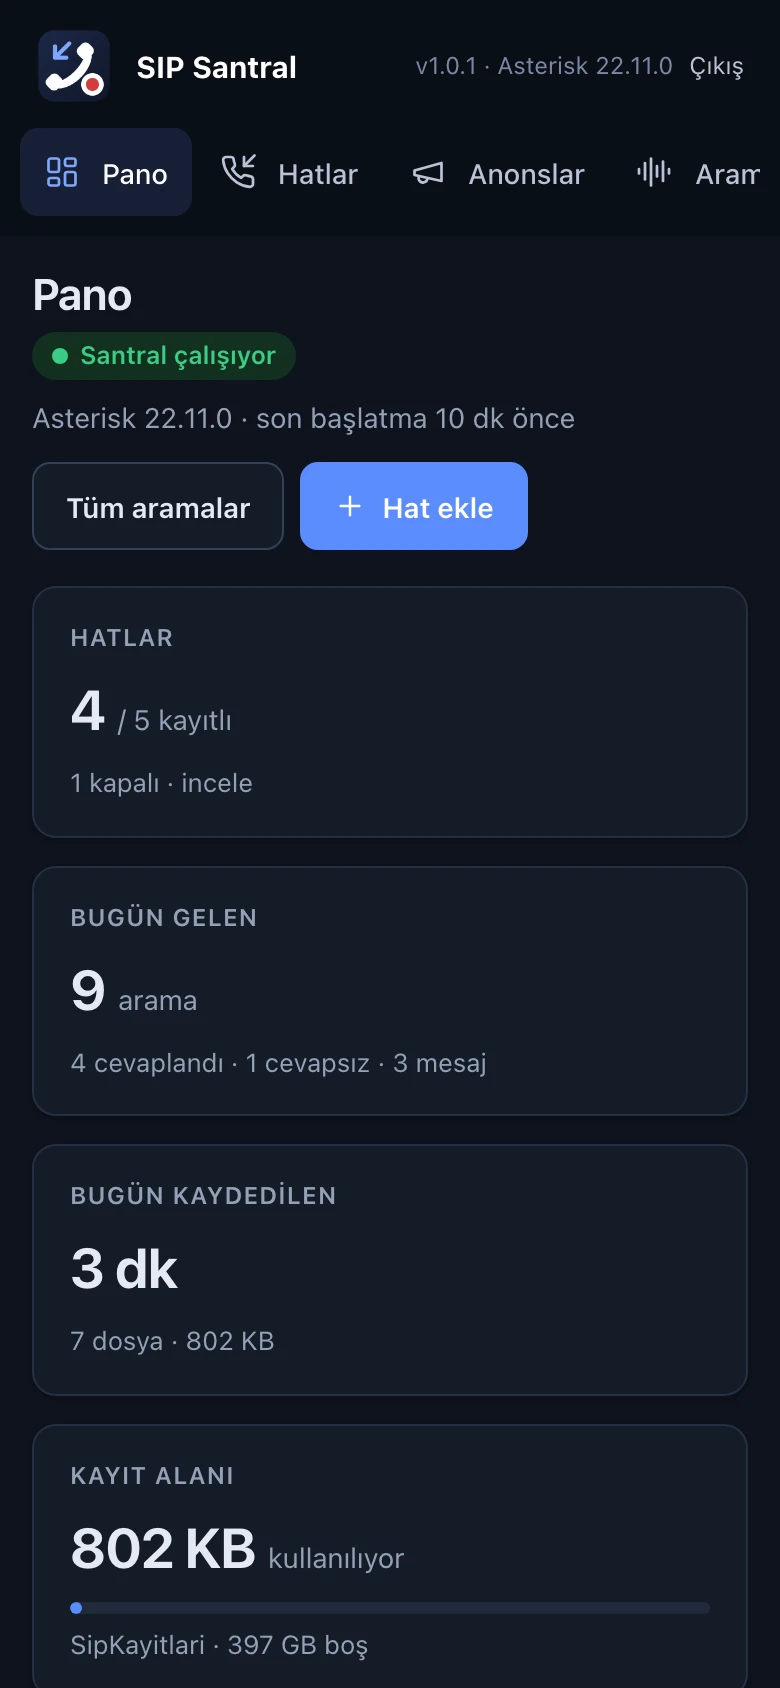 SIP Santral
v1.0.1 · Asterisk 22.11.0 Çıkış
Pano Hatlar Anonslar Aram
Pano
Santral çalışıyor
Asterisk 22.11.0 · son başlatma 10 dk önce
Tüm aramalar
+ Hat ekle
HATLAR
4 / 5 kayıtlı
1 kapalı · incele
BUGÜN GELEN
9 arama
4 cevaplandı · 1 cevapsız · 3 mesaj
BUGÜN KAYDEDİLEN
3 dk
7 dosya · 802 KB
KAYIT ALANI
802 KB kullanılıyor
SipKayitlari · 397 GB boş